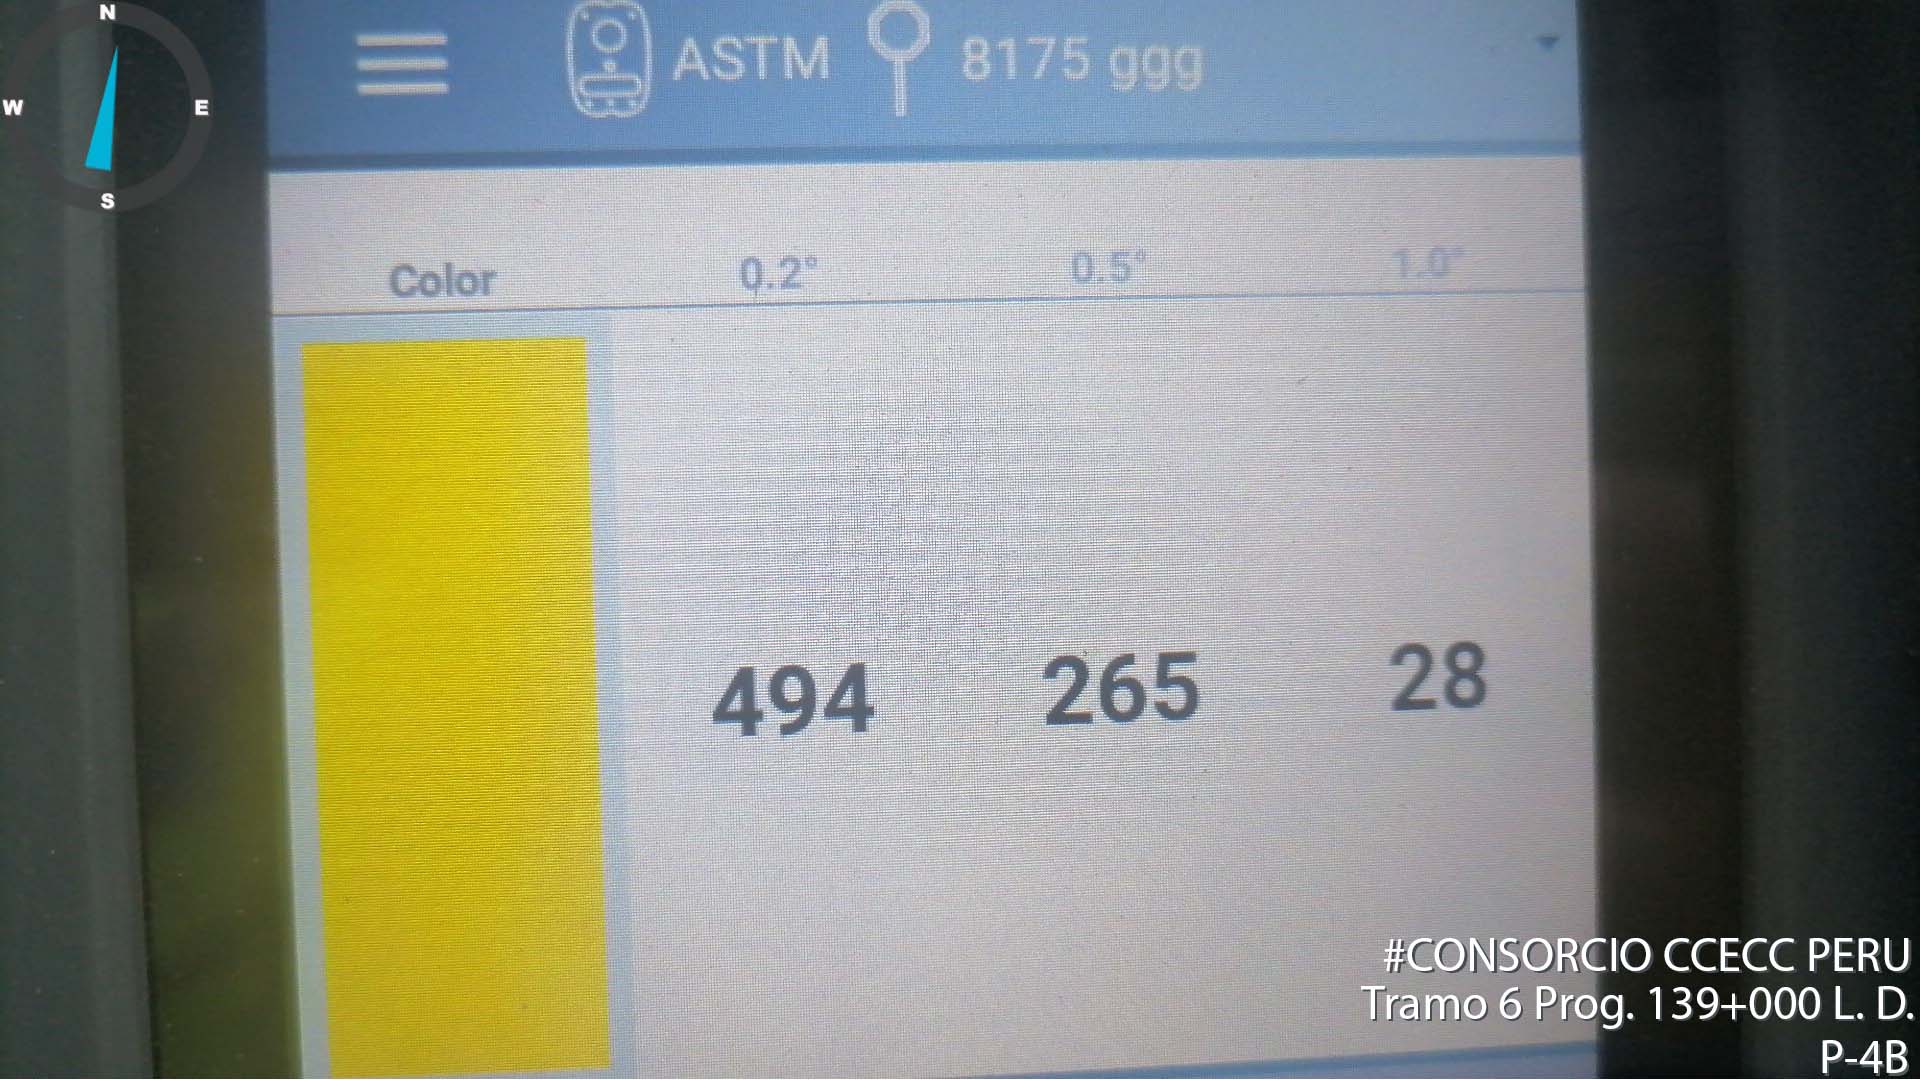 N
W E
S
ASTM 8175 ggg
Color 0.2° 0.5° 1.0°
494 265 28
#CONSORCIO CCECC PERU
Tramo 6 Prog. 139+000 L. D.
P-4B